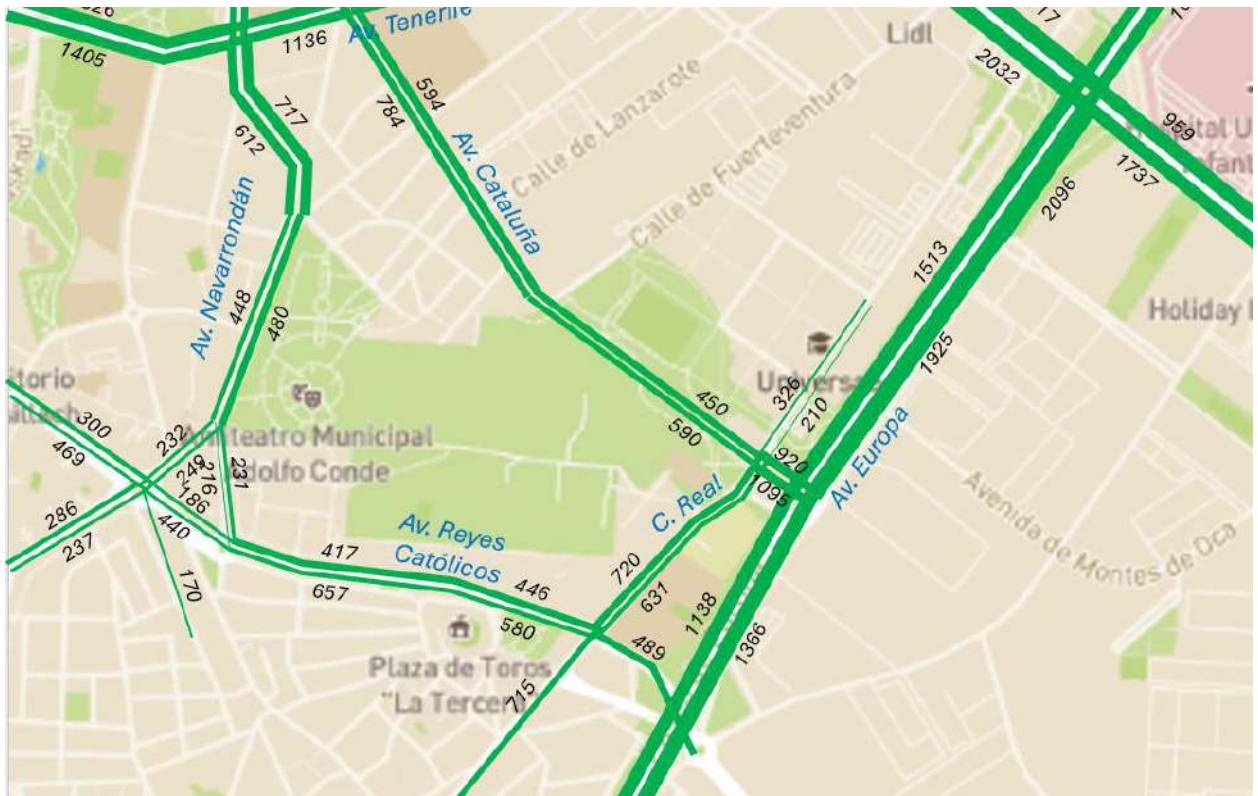 1405
1136
Av. Tenerife
Lidl
2032
594
784
717
612
Calle de Lanzarote
Calle de Fuerteventura
Av. Cataluña
959
1737
2096
Av. Navarrondán
448
480
1513
1925
Holiday
300
469
232
249
186
216
231
Municipal
dolfo Conde
450
590
326
210
920
1095
Av. Europa
C. Real
Avenida de Montes de Oca
286
237
440
170
Av. Reyes
Católicos
417
657
446
580
720
631
489
1138
1366
Plaza de Toros
"La Tercera"
715